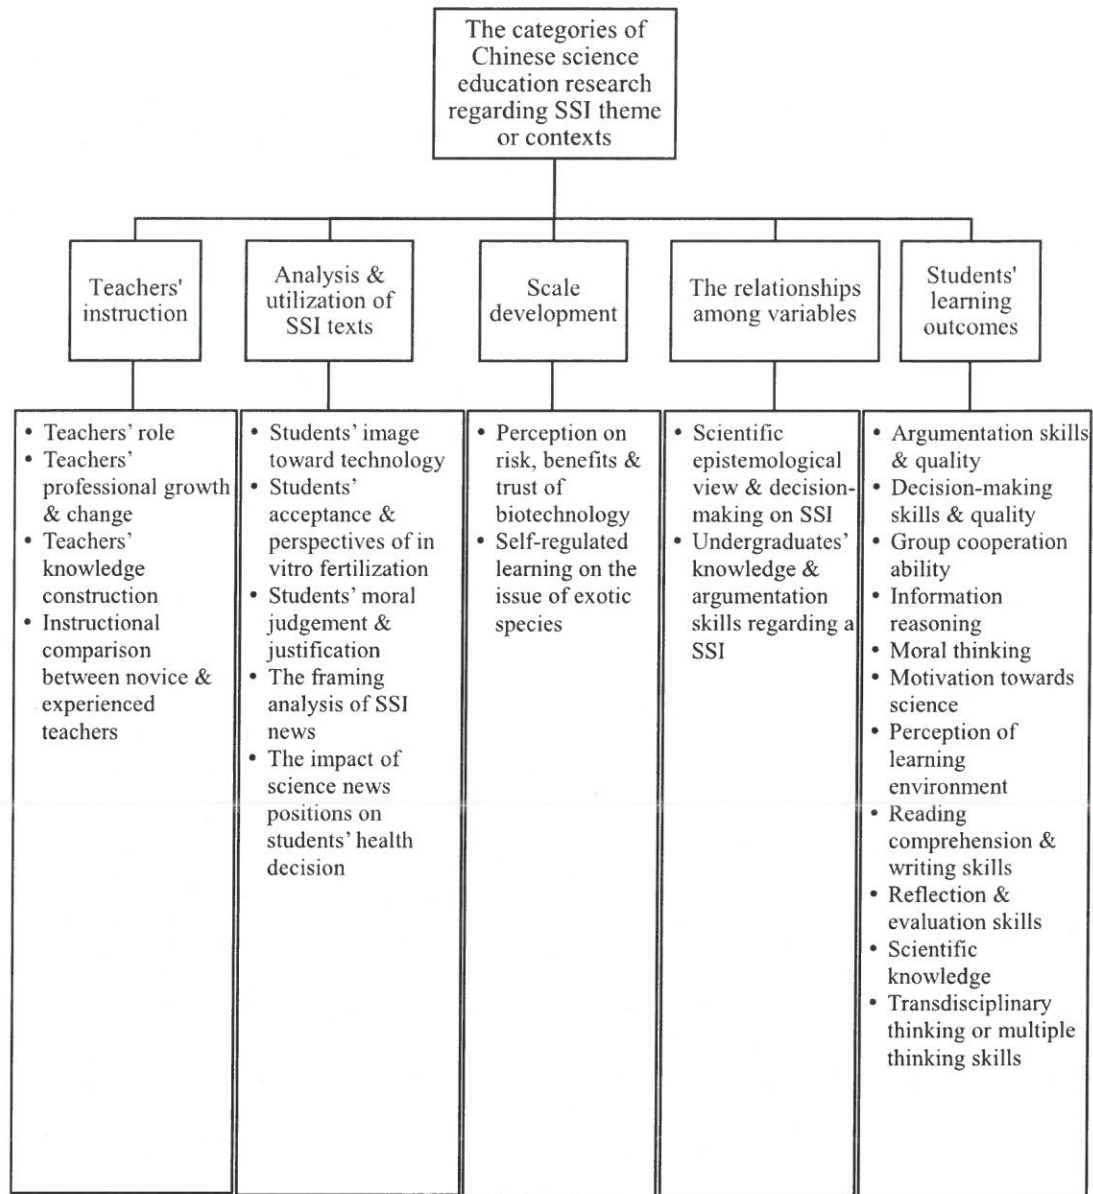 The categories of
Chinese science
education research
regarding SSI theme
or contexts
Teachers'
instruction
Analysis &
utilization of
SSI texts
Scale
development
The relationships
among variables
Students'
learning
outcomes
• Teachers' role
• Teachers'
professional growth
& change
• Teachers'
knowledge
construction
• Instructional
comparison
between novice &
experienced
teachers
• Students' image
toward technology
• Students'
acceptance &
perspectives of in
vitro fertilization
• Students' moral
judgement &
justification
• The framing
analysis of SSI
news
• The impact of
science news
positions on
students' health
decision
• Perception on
risk, benefits &
trust of
biotechnology
• Self-regulated
learning on the
issue of exotic
species
• Scientific
epistemological
view & decision-
making on SSI
• Undergraduates'
knowledge &
argumentation
skills regarding a
SSI
• Argumentation skills
& quality
• Decision-making
skills & quality
• Group cooperation
ability
• Information
reasoning
• Moral thinking
• Motivation towards
science
• Perception of
learning
environment
• Reading
comprehension &
writing skills
• Reflection &
evaluation skills
• Scientific
knowledge
• Transdisciplinary
thinking or multiple
thinking skills